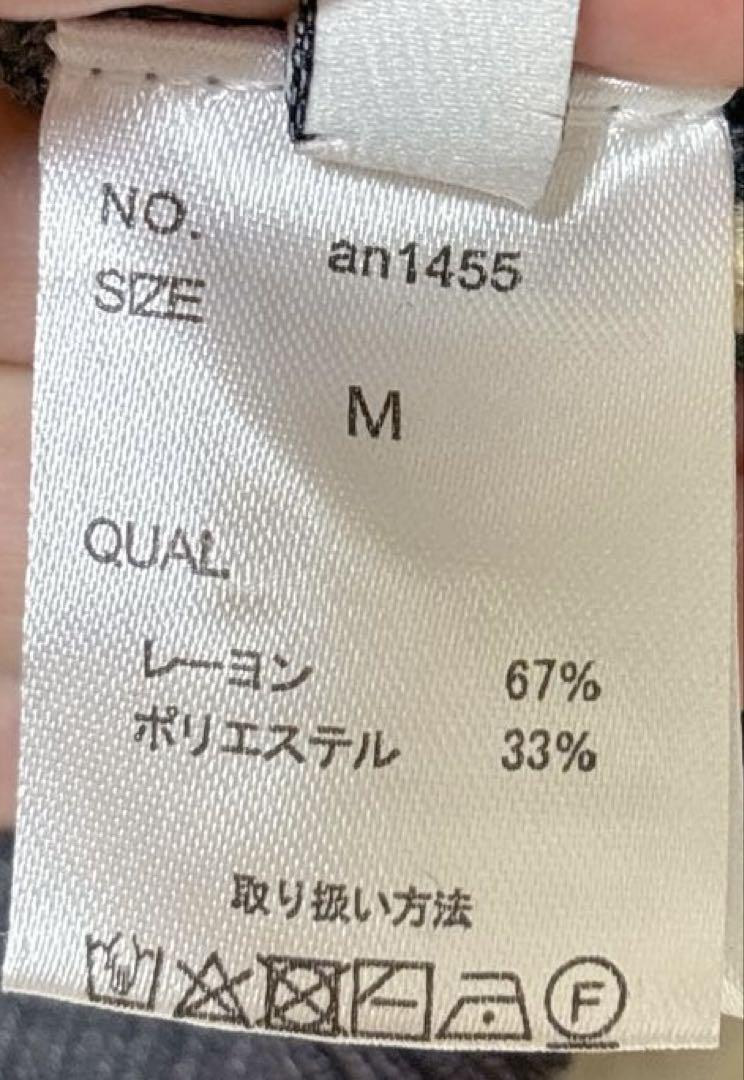 NO.
an1455
SIZE
M
QUAL.
レーヨン 67%
ポリエステル 33%
取り扱い方法
F